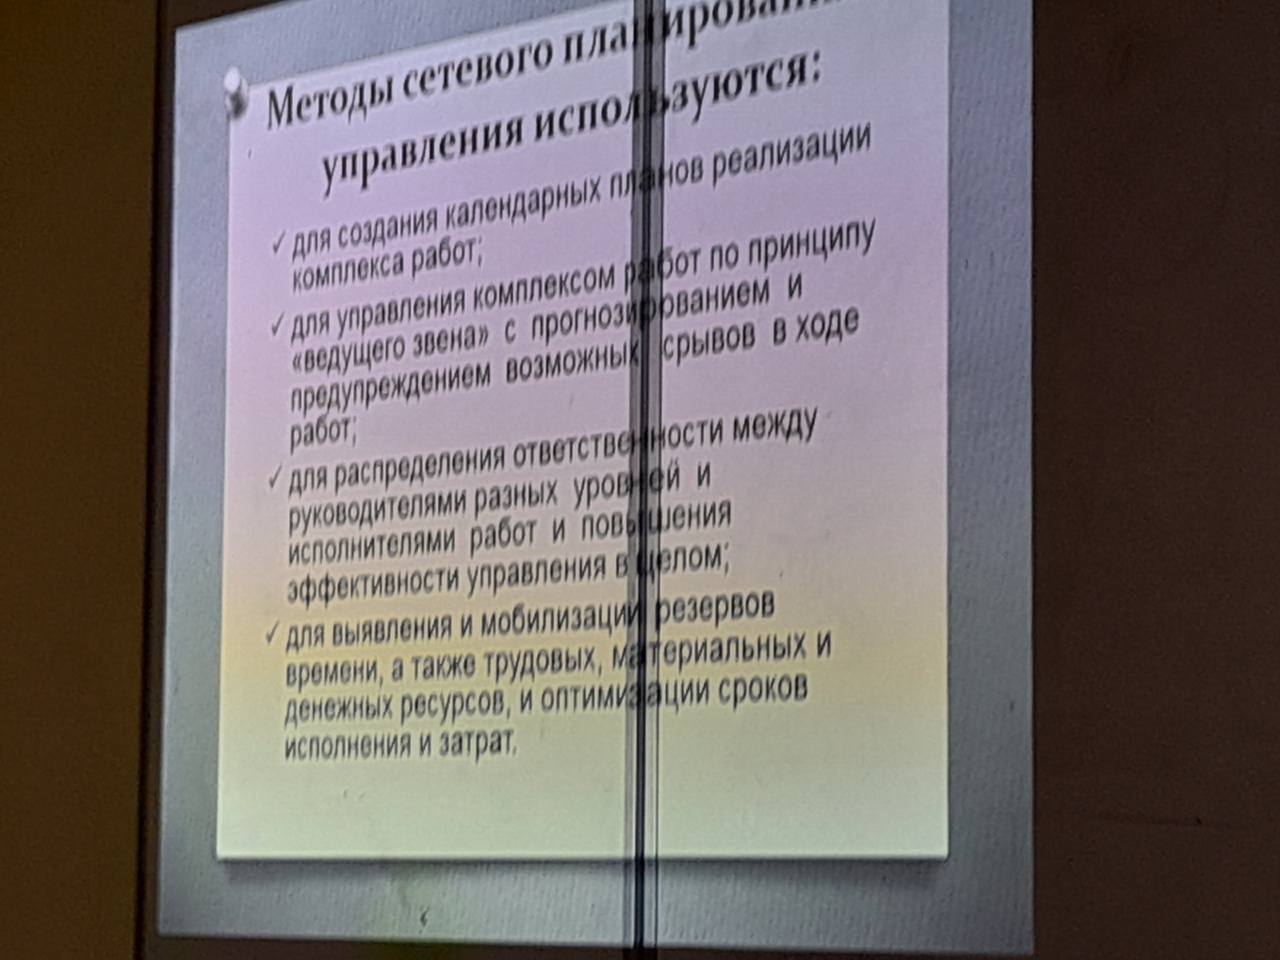 Методы сетевого планирования
управления используются:
✓ для создания календарных планов реализации
комплекса работ;
✓ для управления комплексом работ по принципу
«ведущего звена» с прогнозированием и
предупреждением возможных срывов в ходе
работ;
✓ для распределения ответственности между
руководителями разных уровней и
исполнителями работ и повышения
эффективности управления в целом;
✓ для выявления и мобилизации резервов
времени, а также трудовых, материальных и
денежных ресурсов, и оптимизации сроков
исполнения и затрат.